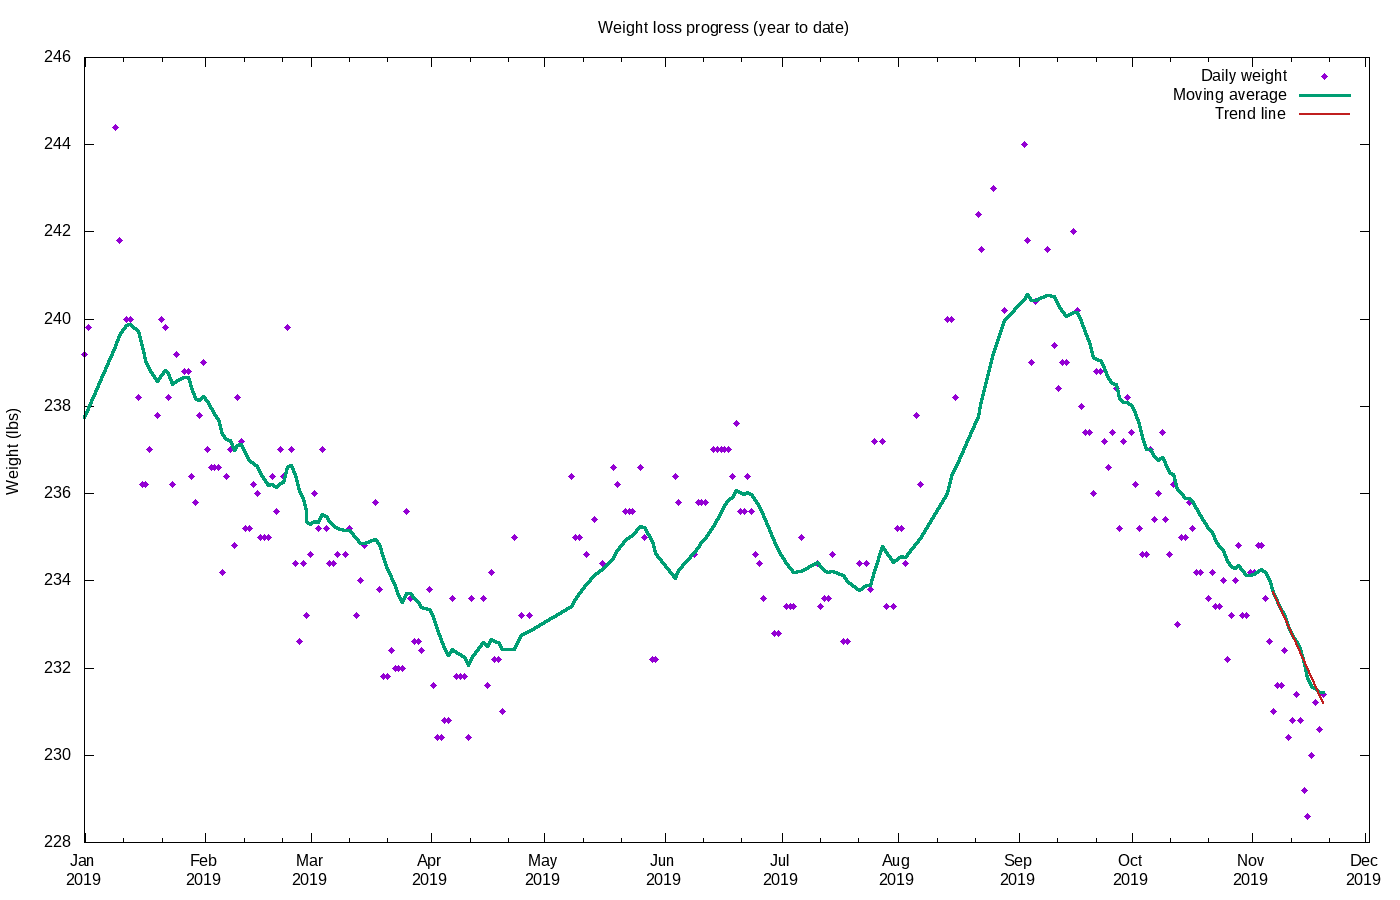 Weight loss progress (year to date)
Daily weight
Moving average
Trend line
Weight (lbs)
246
244
242
240
238
236
234
232
230
228
Jan Feb Mar Apr May Jun Jul Aug Sep Oct Nov Dec
2019 2019 2019 2019 2019 2019 2019 2019 2019 2019 2019 2019